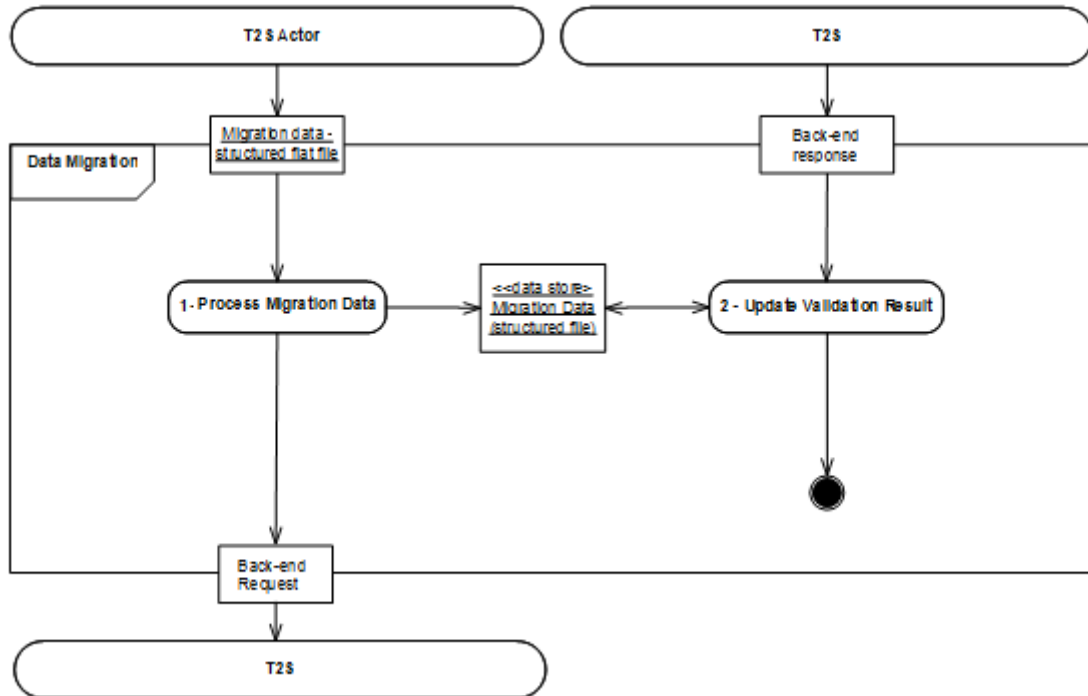 T2S Actor
T2S
Migration data -
structured flat file
Back-end
response
Data Migration
1- Process Migration Data
<<data store>
Migration Data
(structured file)
2 - Update Validation Result
Back-end
Request
T2S